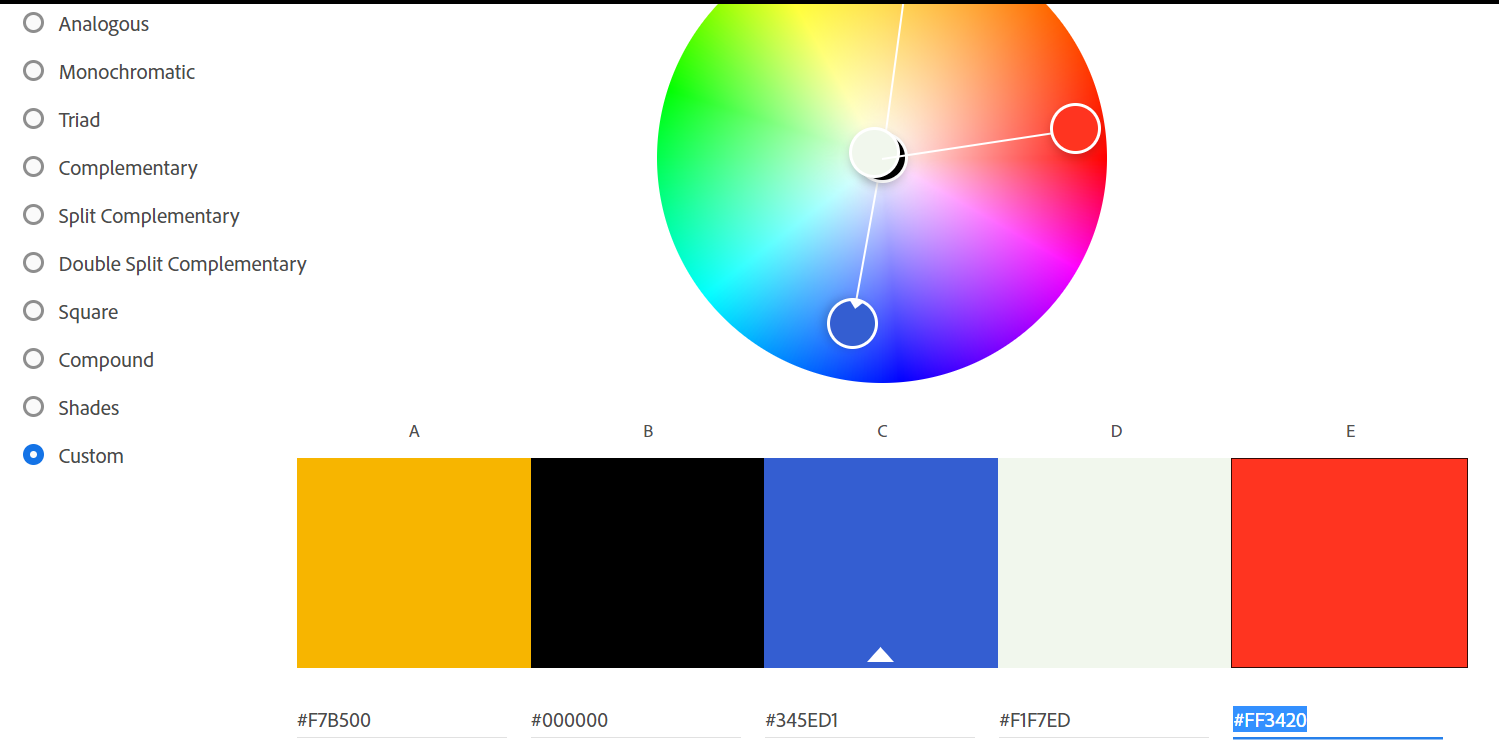 Analogous
Monochromatic
Triad
Complementary
Split Complementary
Double Split Complementary
Square
Compound
Shades
Custom
A B C D E
#F7B500 #000000 #345ED1 #F1F7ED #FF3420